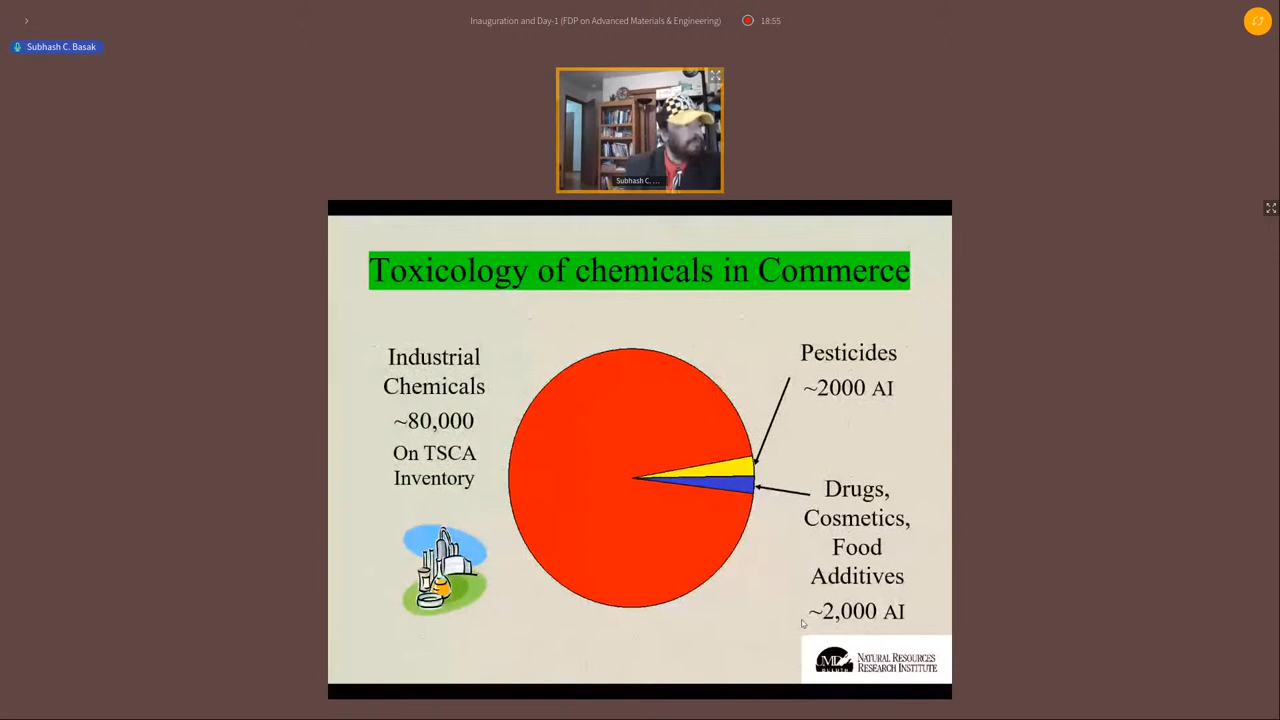 Inauguration and Day-1 (FDP on Advanced Materials & Engineering)
18:55
Subhash C. Basak
Subhash C. ...
Toxicology of chemicals in Commerce
Industrial
Chemicals
~80,000
On TSCA
Inventory
Pesticides
~2000 AI
Drugs,
Cosmetics,
Food
Additives
~2,000 AI
UMD
DULUTH
NATURAL RESOURCES
RESEARCH INSTITUTE